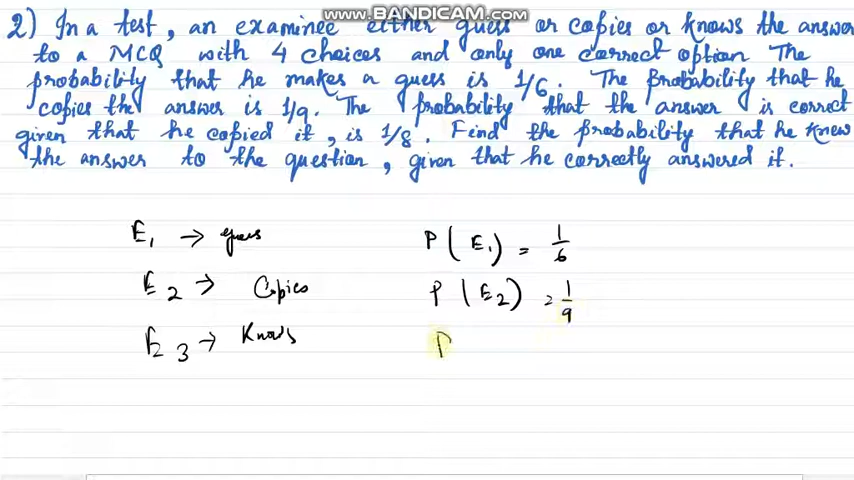 www.BANDICAM.com
2) In a test, an examinee either guess or copies or knows the answer
to a MCQ with 4 choices and only one correct option. The
probability that he makes a guess is 1/6. The probability that he
copies the answer is 1/9. The probability that the answer is correct
given that he copied it, is 1/8. Find the probability that he knew
the answer to the question, given that he correctly answered it.
E1 → guess P(E1) = 1/6
E2 → Copies P(E2) = 1/9
E3 → Knows P